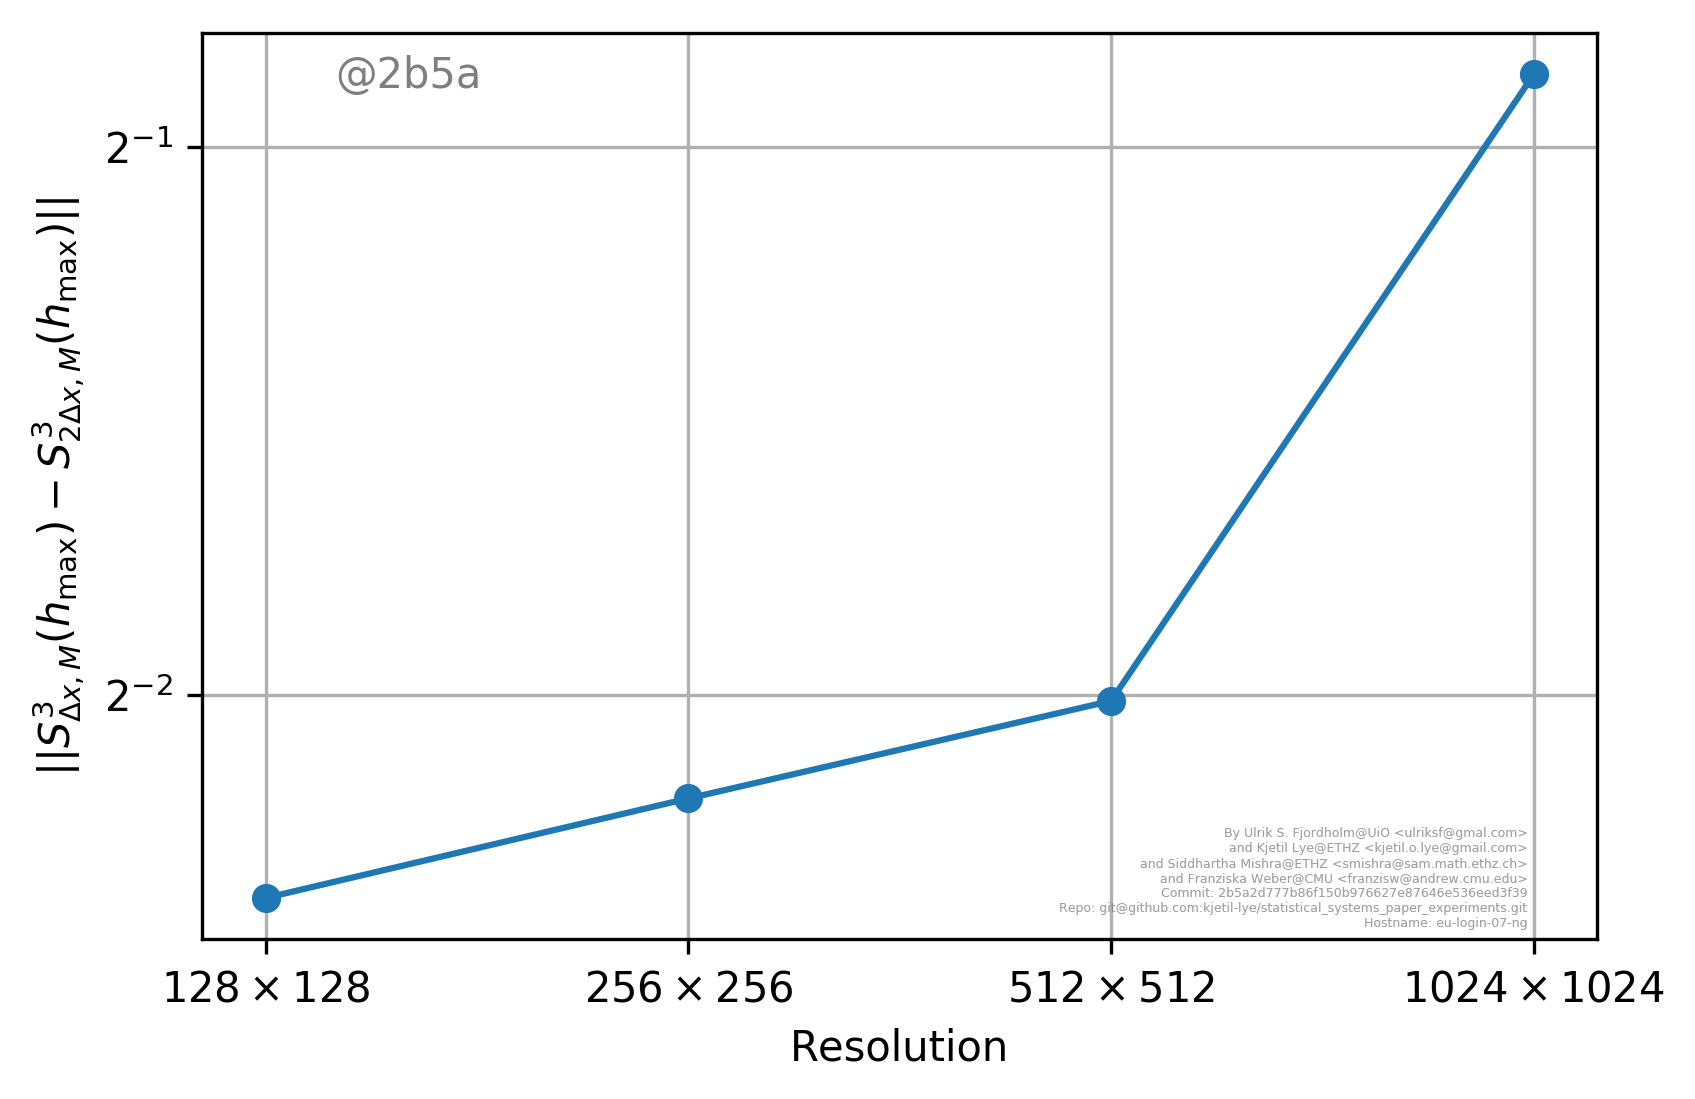 @2b5a
2⁻¹
2⁻²
||S³_{Δx,M}(h_max) − S³_{2Δx,M}(h_max)||
By Ulrik S. Fjordholm@UiO <ulriksf@gmal.com>
and Kjetil Lye@ETHZ <kjetil.o.lye@gmail.com>
and Siddhartha Mishra@ETHZ <smishra@sam.math.ethz.ch>
and Franziska Weber@CMU <franzisw@andrew.cmu.edu>
Commit: 2b5a2d777b86f150b976627e87646e536eed3f39
Repo: git@github.com:kjetil-lye/statistical_systems_paper_experiments.git
Hostname: eu-login-07-ng
128 × 128 256 × 256 512 × 512 1024 × 1024
Resolution